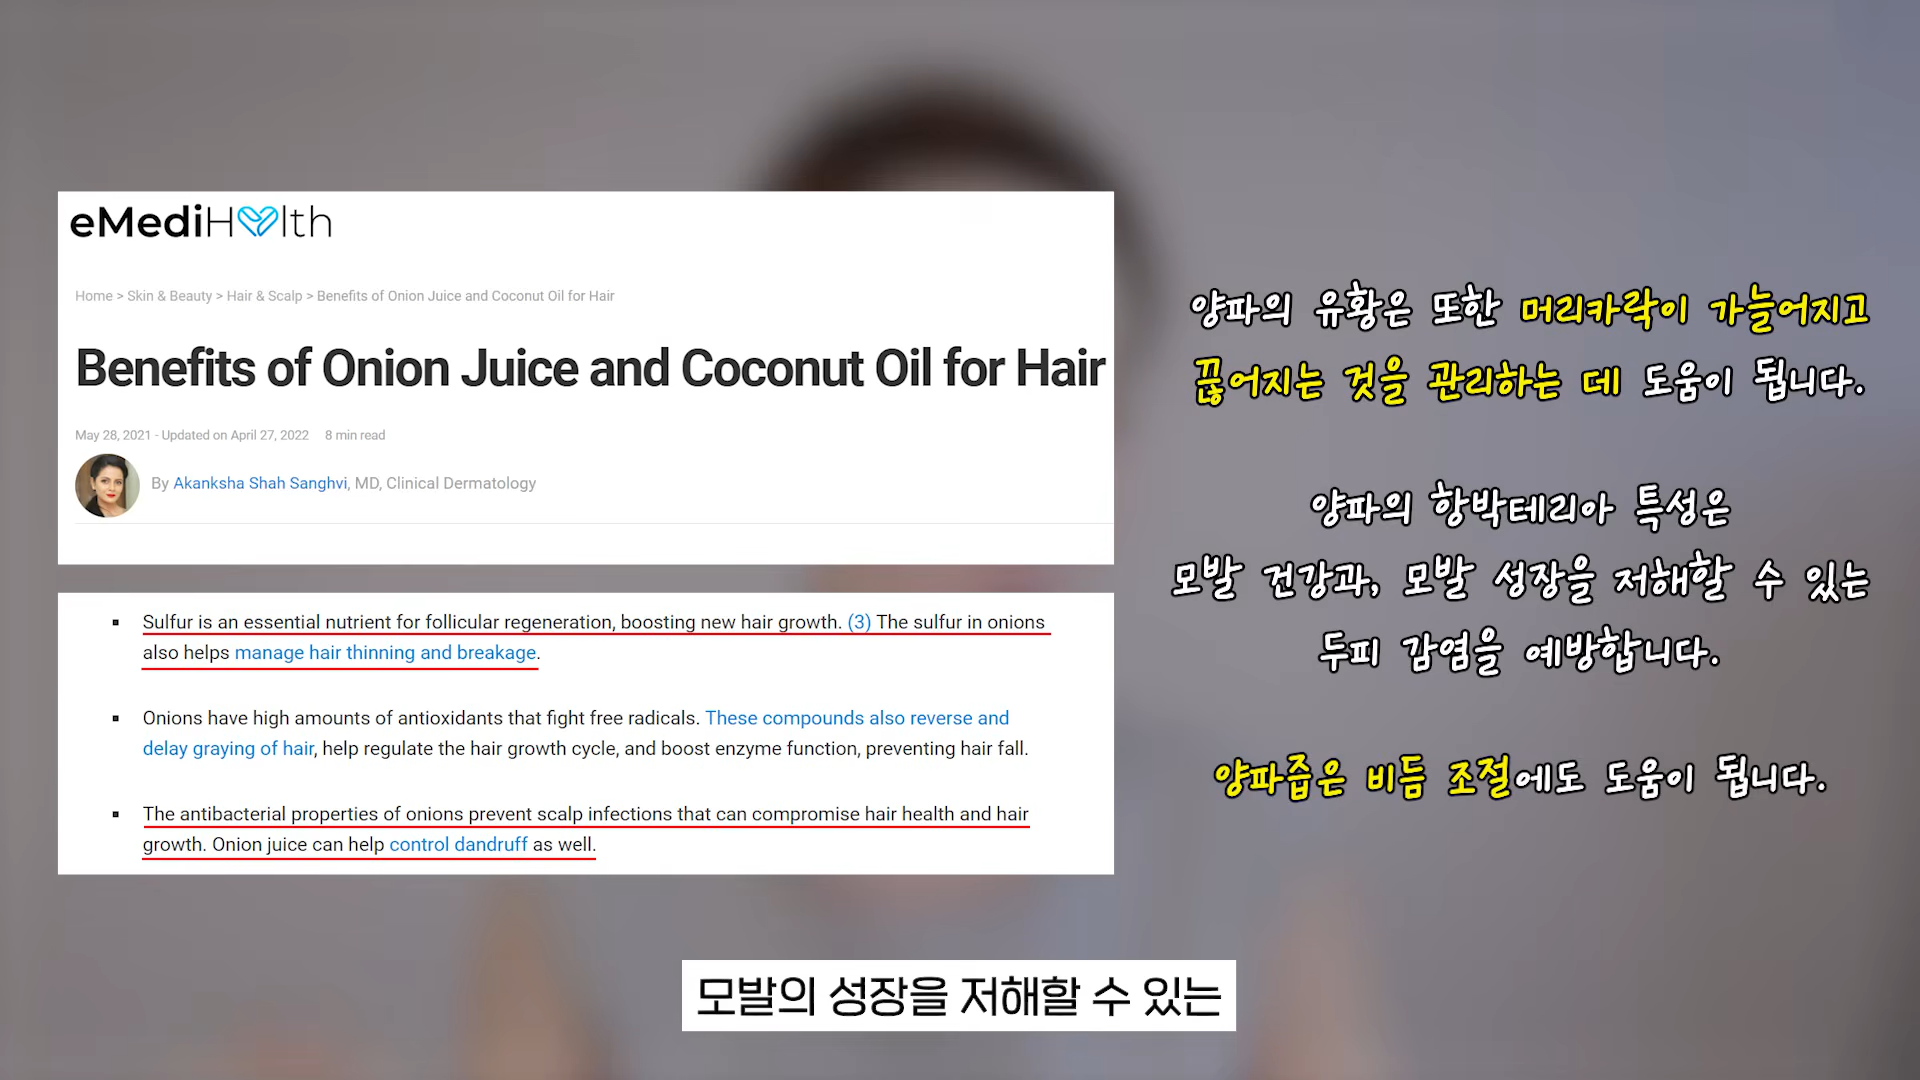 eMediHealth
Home > Skin & Beauty > Hair & Scalp > Benefits of Onion Juice and Coconut Oil for Hair
Benefits of Onion Juice and Coconut Oil for Hair
May 28, 2021 - Updated on April 27, 2022 8 min read
By Akanksha Shah Sanghvi, MD, Clinical Dermatology
Sulfur is an essential nutrient for follicular regeneration, boosting new hair growth. (3) The sulfur in onions
also helps manage hair thinning and breakage.
Onions have high amounts of antioxidants that fight free radicals. These compounds also reverse and
delay graying of hair, help regulate the hair growth cycle, and boost enzyme function, preventing hair fall.
The antibacterial properties of onions prevent scalp infections that can compromise hair health and hair
growth. Onion juice can help control dandruff as well.
양파의 유황은 또한 머리카락이 가늘어지고
끊어지는 것을 관리하는 데 도움이 됩니다.
양파의 항박테리아 특성은
모발 건강과, 모발 성장을 저해할 수 있는
두피 감염을 예방합니다.
양파즙은 비듬 조절에도 도움이 됩니다.
모발의 성장을 저해할 수 있는